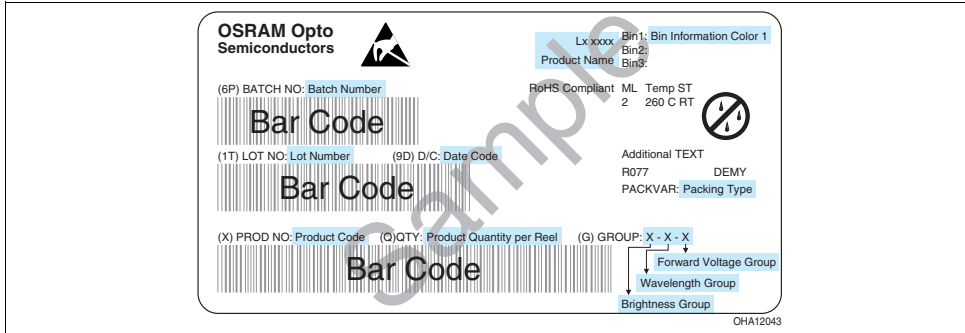 OSRAM Opto
Semiconductors
Lx xxxx
Product Name
Bin1: Bin Information Color 1
Bin2:
Bin3:
(6P) BATCH NO: Batch Number
Bar Code
RoHS Compliant ML Temp ST
2 260 C RT
(1T) LOT NO: Lot Number (9D) D/C: Date Code
Bar Code
Additional TEXT
R077 DEMY
PACKVAR: Packing Type
(X) PROD NO: Product Code (Q)QTY: Product Quantity per Reel (G) GROUP: X - X - X
Bar Code
Forward Voltage Group
Wavelength Group
Brightness Group
Sample
OHA12043